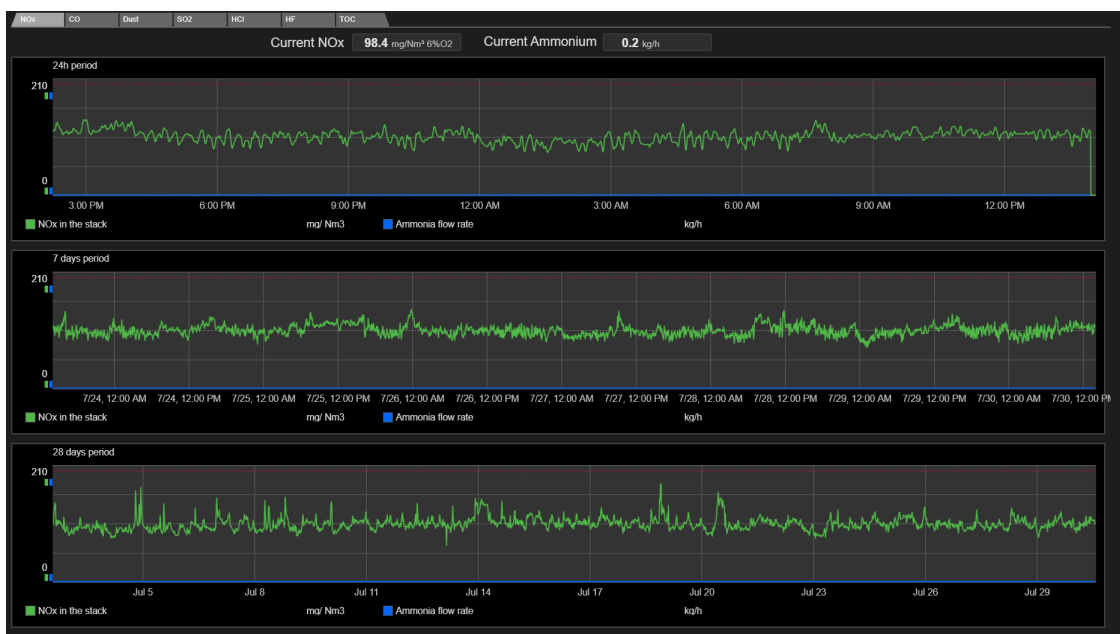 NOx CO Dust SO2 HCl HF TOC
Current NOx 98.4 mg/Nm³ 6%O2 Current Ammonium 0.2 kg/h
24h period
210
0
3:00 PM 6:00 PM 9:00 PM 12:00 AM 3:00 AM 6:00 AM 9:00 AM 12:00 PM
NOx in the stack mg/ Nm3 Ammonia flow rate kg/h
7 days period
210
0
7/24, 12:00 AM 7/24, 12:00 PM 7/25, 12:00 AM 7/25, 12:00 PM 7/26, 12:00 AM 7/26, 12:00 PM 7/27, 12:00 AM 7/27, 12:00 PM 7/28, 12:00 AM 7/28, 12:00 PM 7/29, 12:00 AM 7/29, 12:00 PM 7/30, 12:00 AM 7/30, 12:00 PM
NOx in the stack mg/ Nm3 Ammonia flow rate kg/h
28 days period
210
0
Jul 5 Jul 8 Jul 11 Jul 14 Jul 17 Jul 20 Jul 23 Jul 26 Jul 29
NOx in the stack mg/ Nm3 Ammonia flow rate kg/h